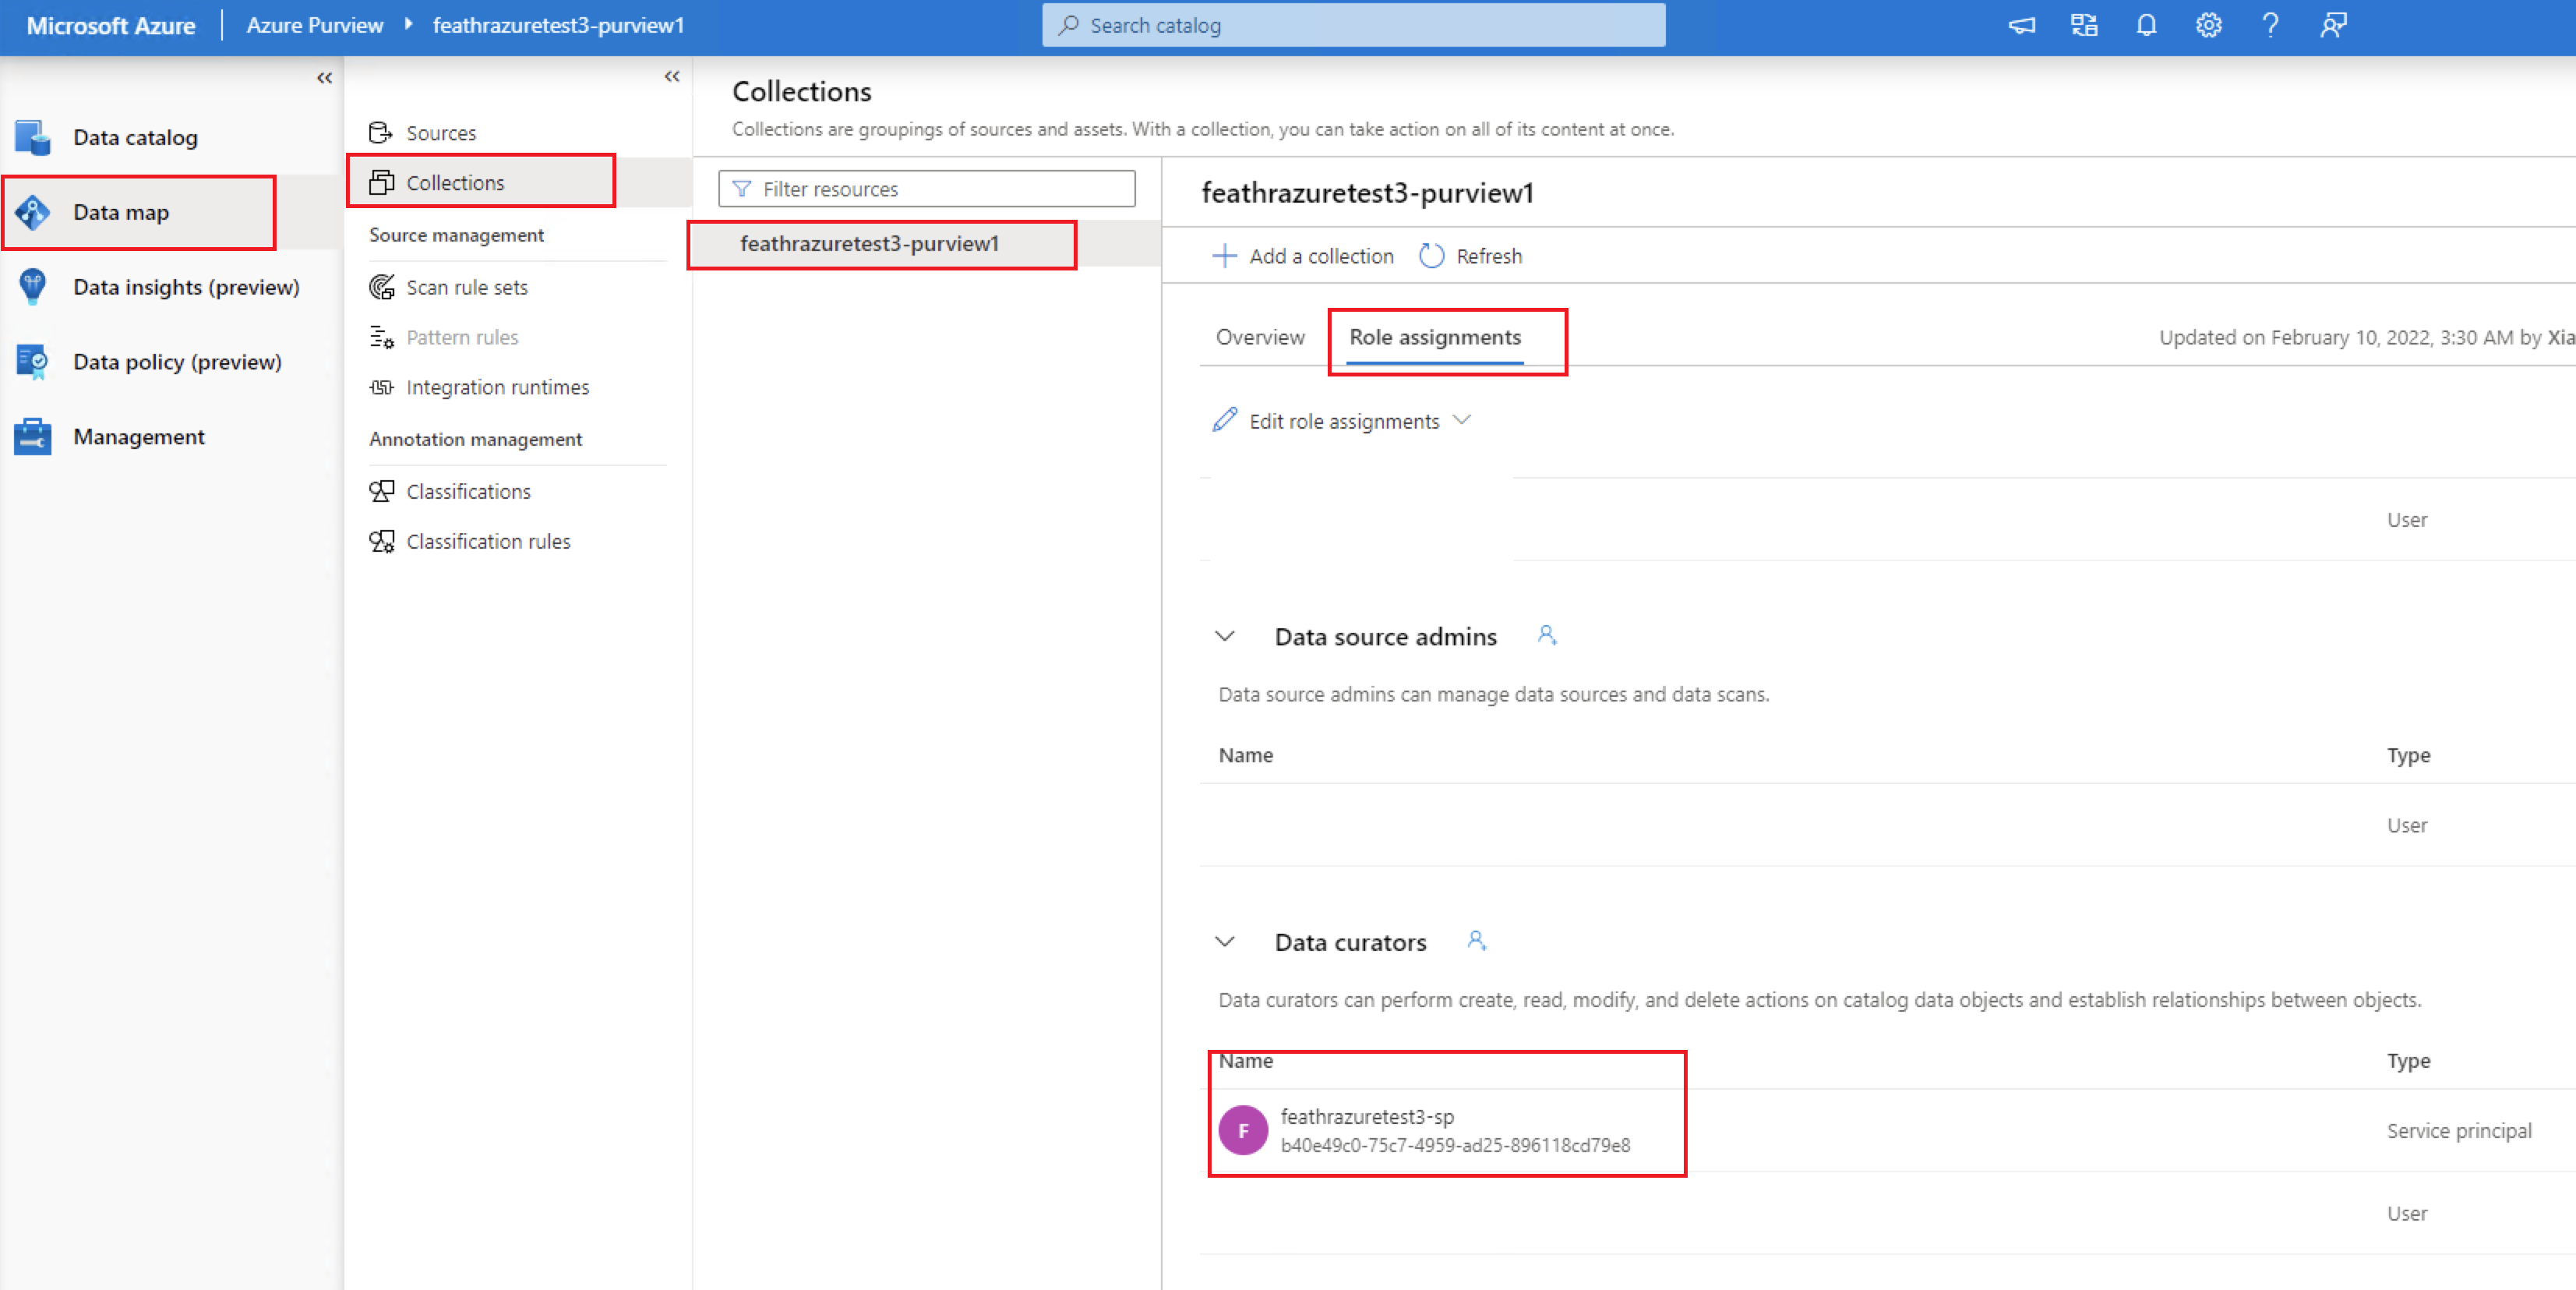 Microsoft Azure
Azure Purview
feathrazuretest3-purview1
Search catalog
Data catalog
Data map
Data insights (preview)
Data policy (preview)
Management
Sources
Collections
Source management
Scan rule sets
Pattern rules
Integration runtimes
Annotation management
Classifications
Classification rules
Collections
Collections are groupings of sources and assets. With a collection, you can take action on all of its content at once.
Filter resources
feathrazuretest3-purview1
feathrazuretest3-purview1
Add a collection
Refresh
Overview
Role assignments
Updated on February 10, 2022, 3:30 AM by Xia
Edit role assignments
User
Data source admins
Data source admins can manage data sources and data scans.
Name Type
User
Data curators
Data curators can perform create, read, modify, and delete actions on catalog data objects and establish relationships between objects.
Name Type
F
feathrazuretest3-sp
b40e49c0-75c7-4959-ad25-896118cd79e8
Service principal
User